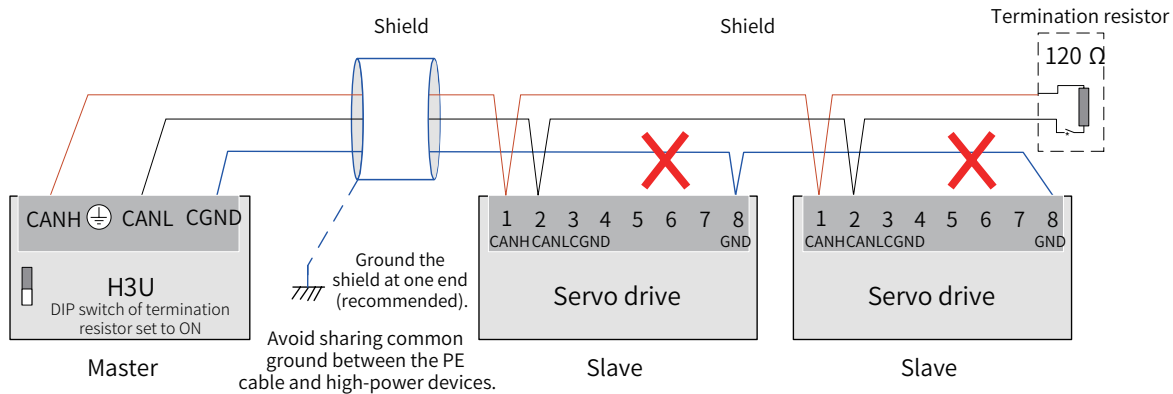 Termination resistor
Shield
Shield
120 Ω
CANH CANL CGND
H3U
DIP switch of termination
resistor set to ON
Master
Ground the
shield at one end
(recommended).
Avoid sharing common
ground between the PE
cable and high-power devices.
1 2 3 4 5 6 7 8
CANH CANL CGND GND
Servo drive
Slave
1 2 3 4 5 6 7 8
CANH CANL CGND GND
Servo drive
Slave